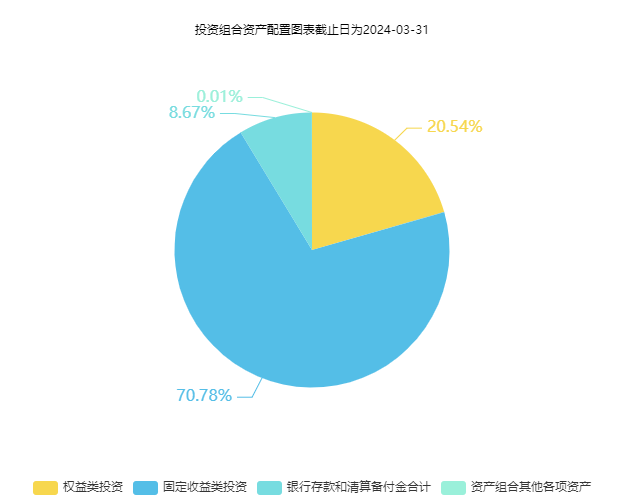 投资组合资产配置图表截止日为2024-03-31
0.01%
8.67%
20.54%
70.78%
权益类投资 固定收益类投资 银行存款和清算备付金合计 资产组合其他各项资产